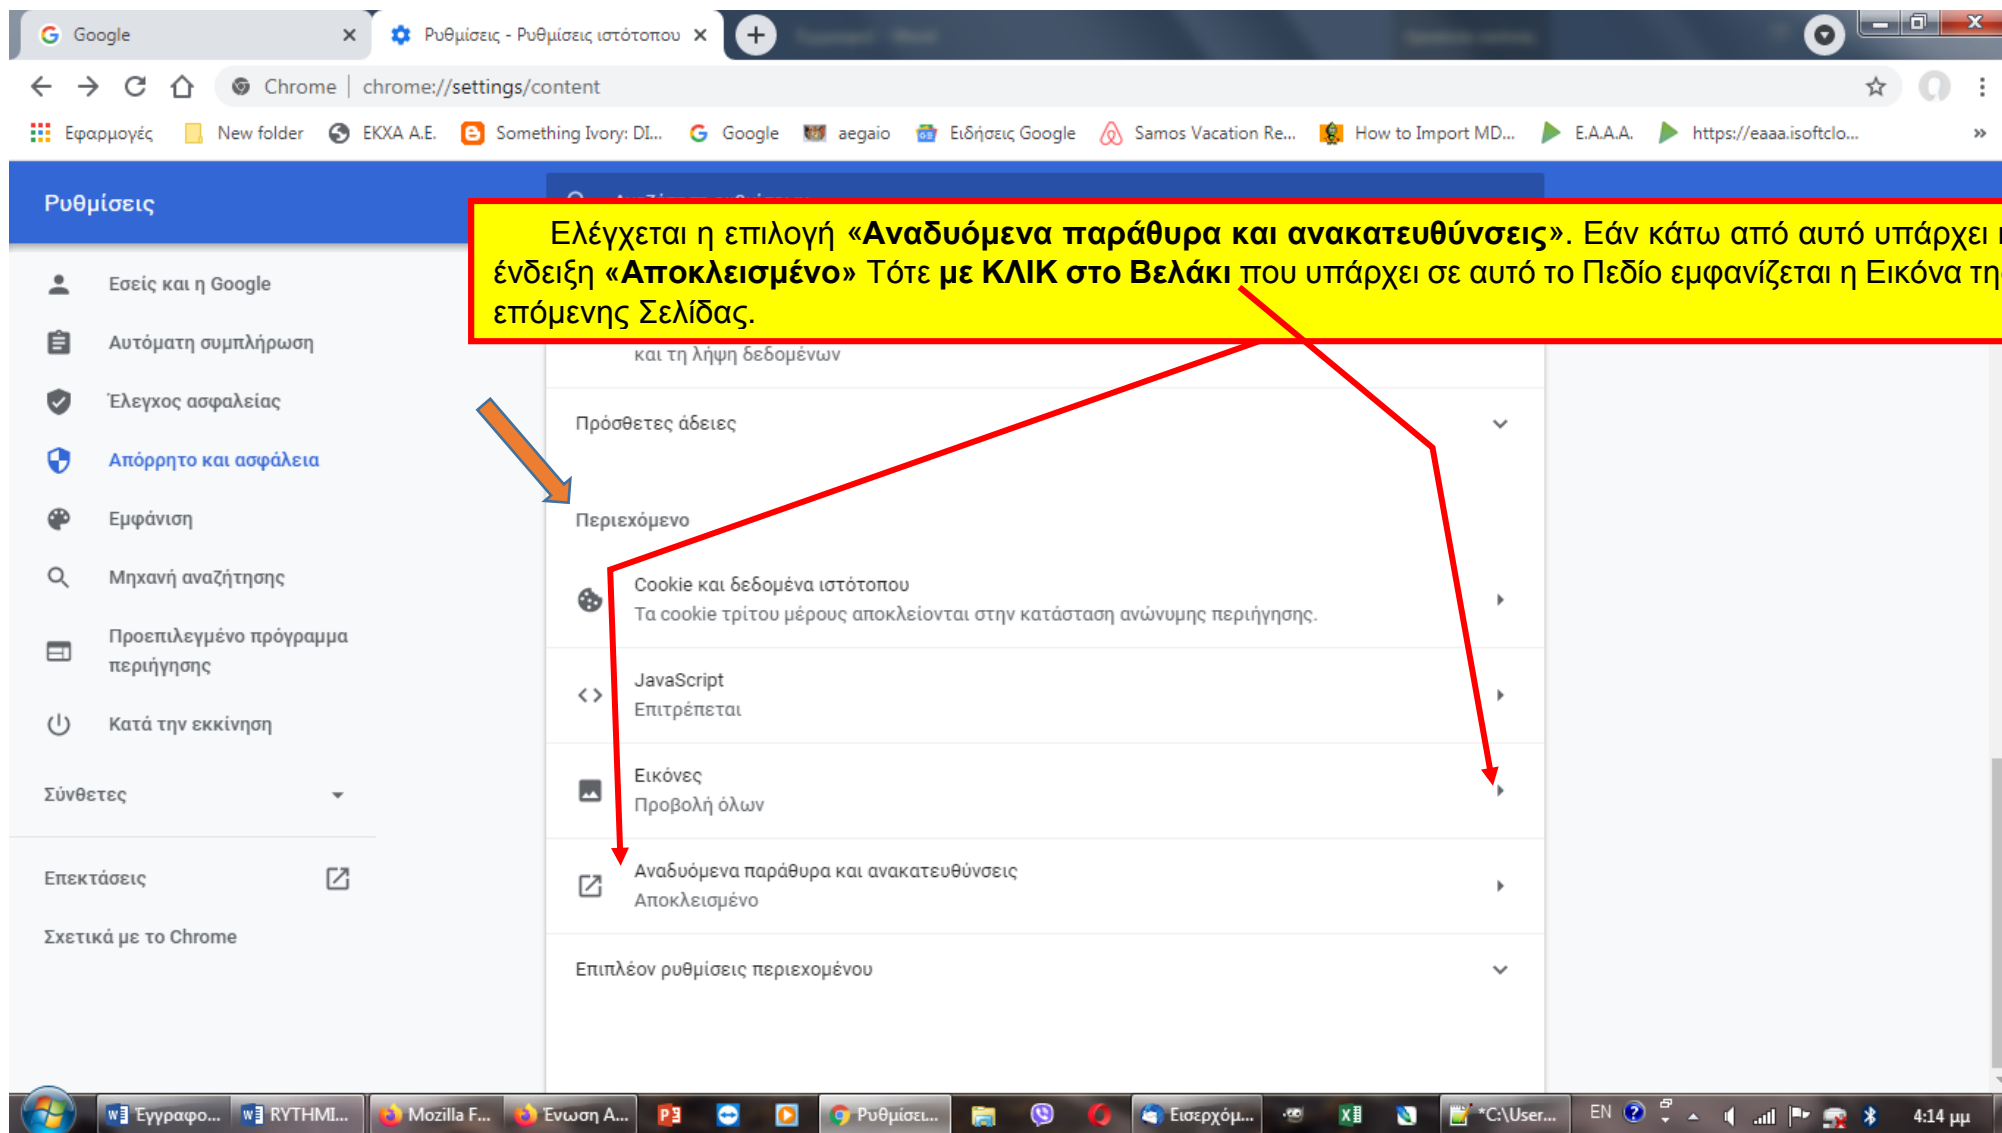 Google
Ρυθμίσεις - Ρυθμίσεις ιστότοπου
Chrome | chrome://settings/content
Εφαρμογές New folder ΕΚΧΑ Α.Ε. Something Ivory: DI... Google aegaio Ειδήσεις Google Samos Vacation Re... How to Import MD... Ε.Α.Α.Α. https://eaaa.isoftclo... »
Ρυθμίσεις
Ελέγχεται η επιλογή «Αναδυόμενα παράθυρα και ανακατευθύνσεις». Εάν κάτω από αυτό υπάρχει
ένδειξη «Αποκλεισμένο» Τότε με ΚΛΙΚ στο Βελάκι που υπάρχει σε αυτό το Πεδίο εμφανίζεται η Εικόνα της
επόμενης Σελίδας.
και τη λήψη δεδομένων
Εσείς και η Google
Αυτόματη συμπλήρωση
Έλεγχος ασφαλείας
Απόρρητο και ασφάλεια
Εμφάνιση
Μηχανή αναζήτησης
Προεπιλεγμένο πρόγραμμα
περιήγησης
Κατά την εκκίνηση
Σύνθετες
Επεκτάσεις
Σχετικά με το Chrome
Πρόσθετες άδειες
Περιεχόμενο
Cookie και δεδομένα ιστότοπου
Τα cookie τρίτου μέρους αποκλείονται στην κατάσταση ανώνυμης περιήγησης.
JavaScript
Επιτρέπεται
Εικόνες
Προβολή όλων
Αναδυόμενα παράθυρα και ανακατευθύνσεις
Αποκλεισμένο
Επιπλέον ρυθμίσεις περιεχομένου
Έγγραφο... RYTHMI... Mozilla F... Ένωση Α... Ρυθμίσει... Εισερχόμ... *C:\User... EN 4:14 μμ